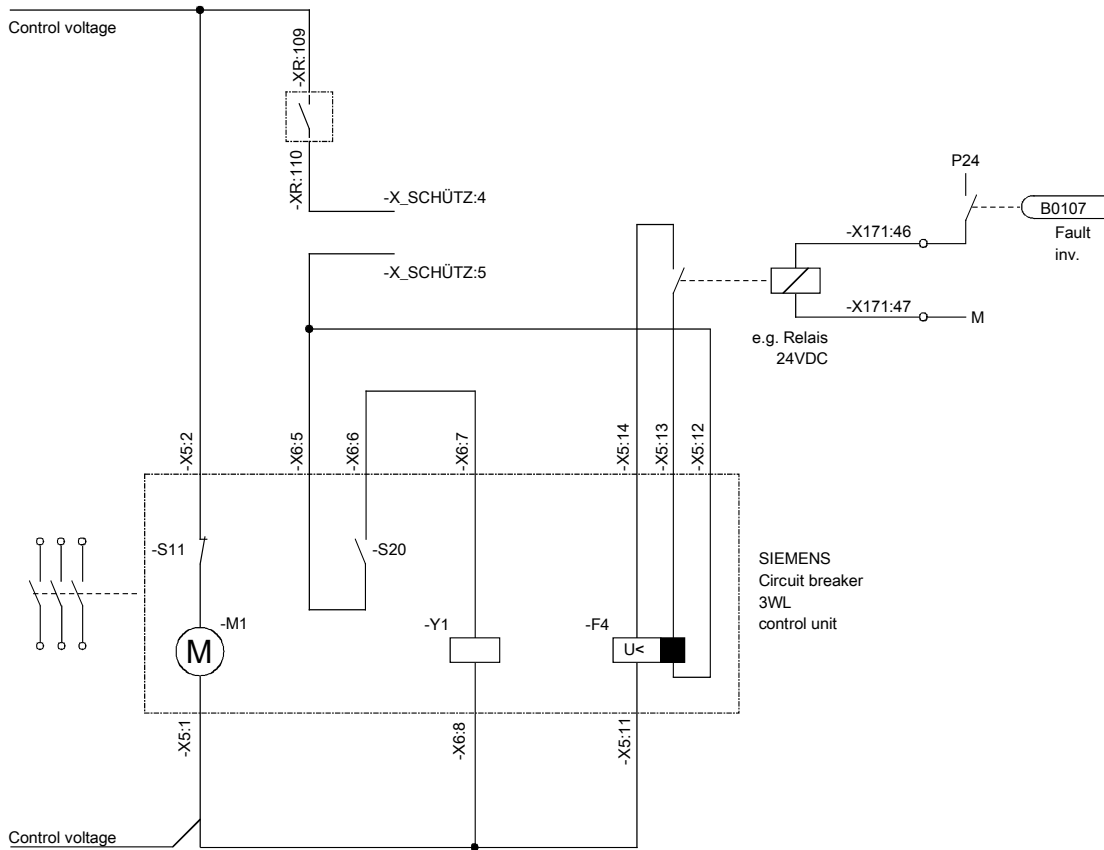 Control voltage
-XR:109
-XR:110
-X_SCHÜTZ:4
-X_SCHÜTZ:5
P24
B0107
Fault
inv.
-X171:46
-X171:47
M
e.g. Relais
24VDC
-X5:2
-X6:5
-X6:6
-X6:7
-X5:14
-X5:13
-X5:12
-S11
-S20
SIEMENS
Circuit breaker
3WL
control unit
-M1
M
-Y1
-F4
U<
-X5:1
-X6:8
-X5:11
Control voltage